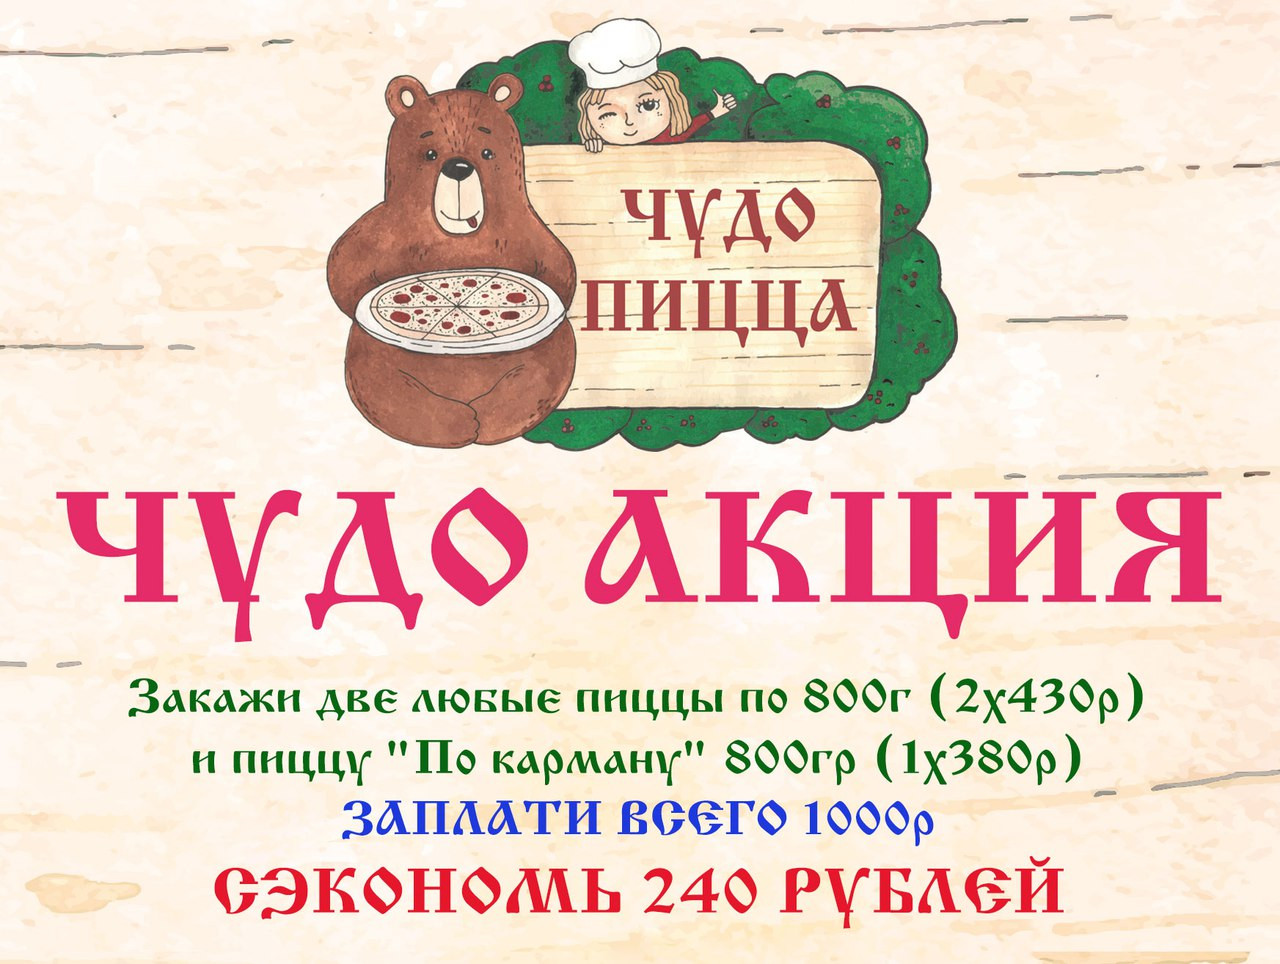 ЧУДО
ПИЦЦА
ЧУДО АКЦИЯ
Закажи две любые пиццы по 800г (2х430р)
и пиццу "По карману" 800гр (1х380р)
ЗАПЛАТИ ВСЕГО 1000р
СЭКОНОМЬ 240 РУБЛЕЙ